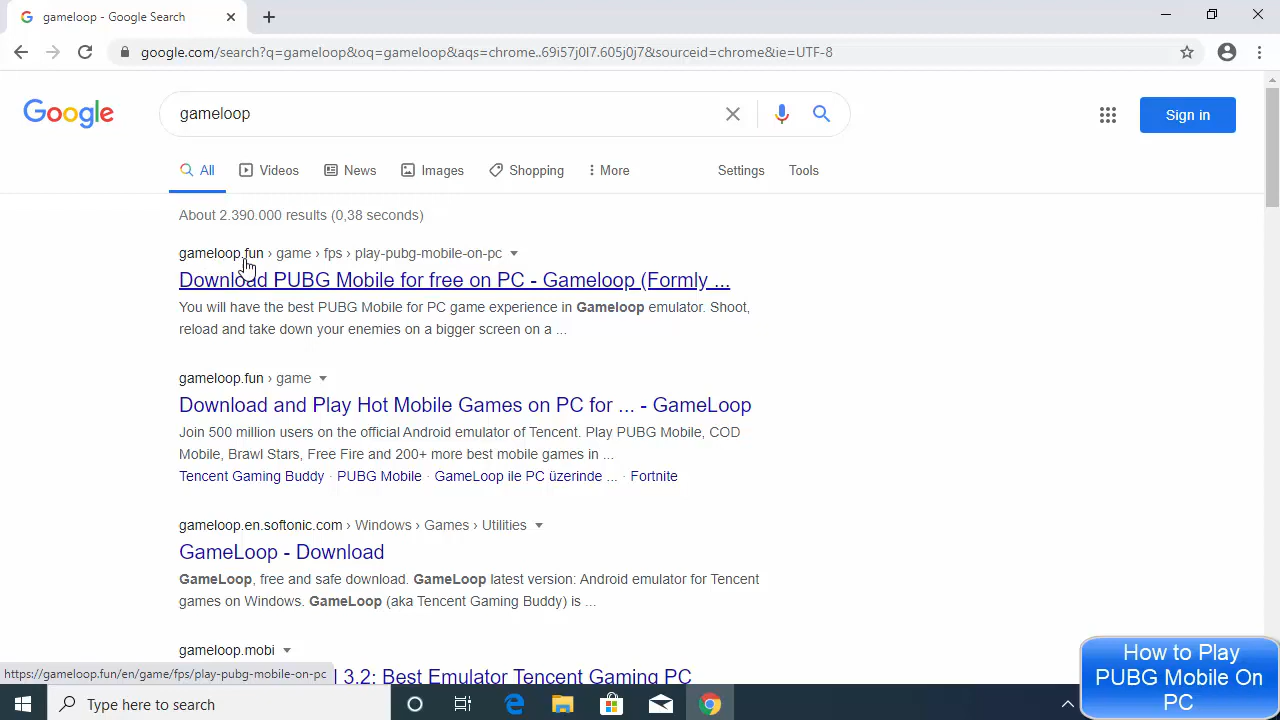 gameloop - Google Search
google.com/search?q=gameloop&oq=gameloop&aqs=chrome..69i57j0l7.605j0j7&sourceid=chrome&ie=UTF-8
Google
gameloop
Sign in
All
Videos
News
Images
Shopping
More
Settings
Tools
About 2.390.000 results (0,38 seconds)
gameloop.fun › game › fps › play-pubg-mobile-on-pc
Download PUBG Mobile for free on PC - Gameloop (Formly ...
You will have the best PUBG Mobile for PC game experience in Gameloop emulator. Shoot,
reload and take down your enemies on a bigger screen on a ...
gameloop.fun › game
Download and Play Hot Mobile Games on PC for ... - GameLoop
Join 500 million users on the official Android emulator of Tencent. Play PUBG Mobile, COD
Mobile, Brawl Stars, Free Fire and 200+ more best mobile games in ...
Tencent Gaming Buddy · PUBG Mobile · GameLoop ile PC üzerinde ... · Fortnite
gameloop.en.softonic.com › Windows › Games › Utilities
GameLoop - Download
GameLoop, free and safe download. GameLoop latest version: Android emulator for Tencent
games on Windows. GameLoop (aka Tencent Gaming Buddy) is ...
gameloop.mobi
3.2: Best Emulator Tencent Gaming PC
https://gameloop.fun/en/game/fps/play-pubg-mobile-on-pc
How to Play
PUBG Mobile On
PC
Type here to search